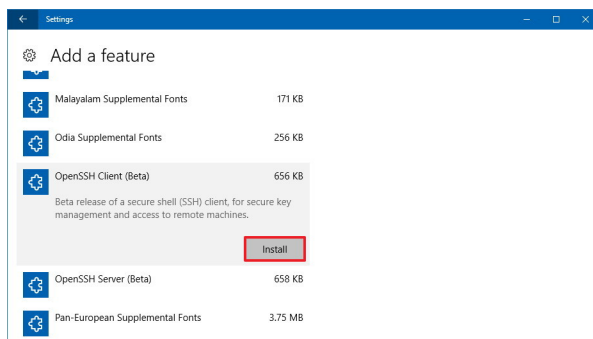 Settings
Add a feature
Malayalam Supplemental Fonts 171 KB
Odia Supplemental Fonts 256 KB
OpenSSH Client (Beta) 656 KB
Beta release of a secure shell (SSH) client, for secure key
management and access to remote machines.
Install
OpenSSH Server (Beta) 658 KB
Pan-European Supplemental Fonts 3.75 MB